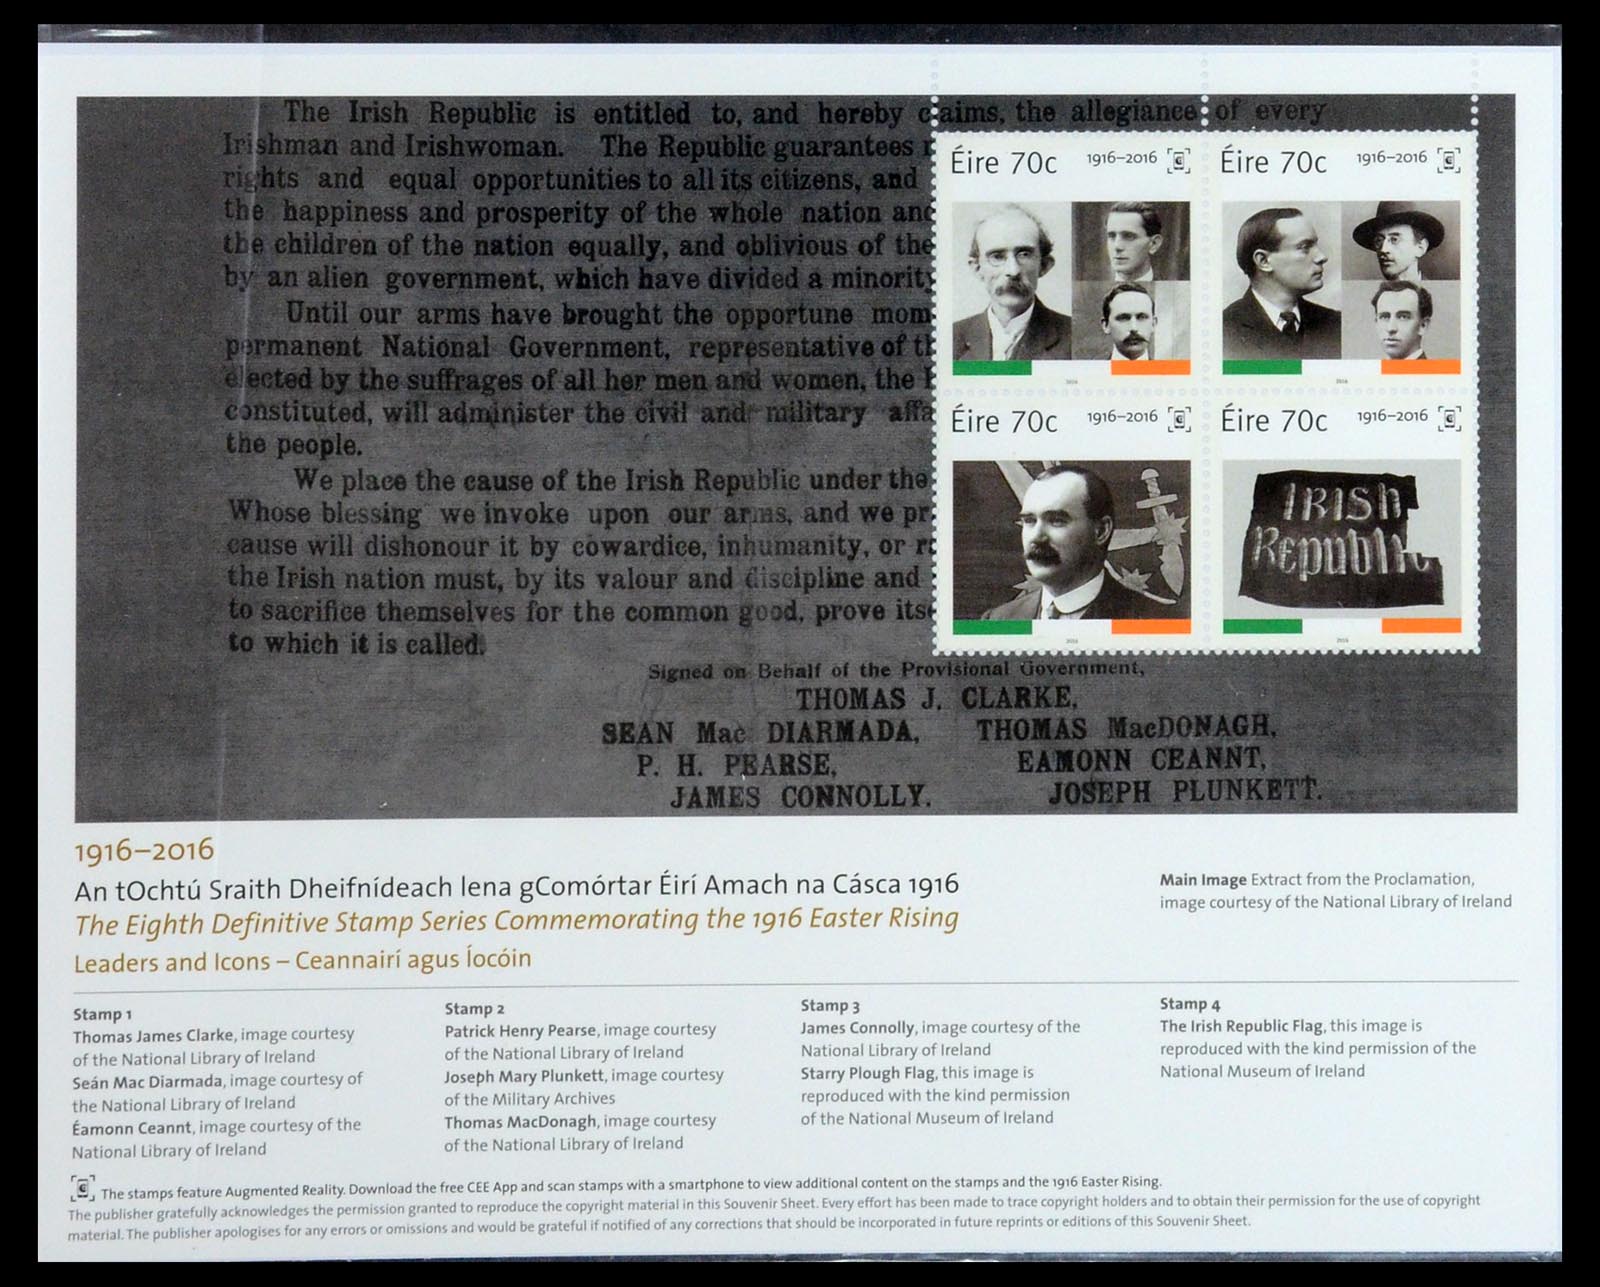 The Irish Republic is entitled to, and hereby claims, the allegiance of every
Irishman and Irishwoman. The Republic guarantees r
rights and equal opportunities to all its citizens, and
the happiness and prosperity of the whole nation and
the children of the nation equally, and oblivious of the
by an alien government, which have divided a minority
Until our arms have brought the opportune mom
permanent National Government, representative of th
elected by the suffrages of all her men and women, the
constituted, will administer the civil and military affa
the people.
We place the cause of the Irish Republic under the
Whose blessing we invoke upon our arms, and we pr
cause will dishonour it by cowardice, inhumanity, or r
the Irish nation must, by its valour and discipline and
to sacrifice themselves for the common good, prove itse
to which it is called.
Signed on Behalf of the Provisional Government,
THOMAS J. CLARKE,
SEAN Mac DIARMADA, THOMAS MacDONAGH,
P. H. PEARSE, EAMONN CEANNT,
JAMES CONNOLLY. JOSEPH PLUNKETT.
Éire 70c 1916–2016
2016
Éire 70c 1916–2016
2016
Éire 70c 1916–2016
2016
Éire 70c 1916–2016
IRISH
REPUBLIC
2016
1916–2016
An tOchtú Sraith Dheifnídeach lena gComórtar Éirí Amach na Cásca 1916
The Eighth Definitive Stamp Series Commemorating the 1916 Easter Rising
Leaders and Icons – Ceannairí agus Íocóin
Main Image Extract from the Proclamation,
image courtesy of the National Library of Ireland
Stamp 1
Thomas James Clarke, image courtesy
of the National Library of Ireland
Seán Mac Diarmada, image courtesy of
the National Library of Ireland
Éamonn Ceannt, image courtesy of the
National Library of Ireland
Stamp 2
Patrick Henry Pearse, image courtesy
of the National Library of Ireland
Joseph Mary Plunkett, image courtesy
of the Military Archives
Thomas MacDonagh, image courtesy
of the National Library of Ireland
Stamp 3
James Connolly, image courtesy of the
National Library of Ireland
Starry Plough Flag, this image is
reproduced with the kind permission
of the National Museum of Ireland
Stamp 4
The Irish Republic Flag, this image is
reproduced with the kind permission of the
National Museum of Ireland
The stamps feature Augmented Reality. Download the free CEE App and scan stamps with a smartphone to view additional content on the stamps and the 1916 Easter Rising.
The publisher gratefully acknowledges the permission granted to reproduce the copyright material in this Souvenir Sheet. Every effort has been made to trace copyright holders and to obtain their permission for the use of copyright
material. The publisher apologises for any errors or omissions and would be grateful if notified of any corrections that should be incorporated in future reprints or editions of this Souvenir Sheet.